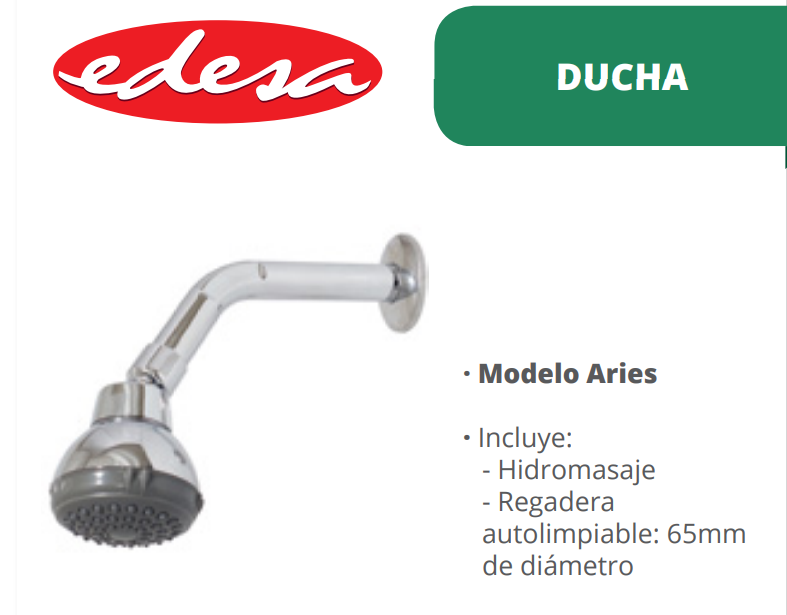 edesa
DUCHA
· Modelo Aries
· Incluye:
- Hidromasaje
- Regadera
autolimpiable: 65mm
de diámetro